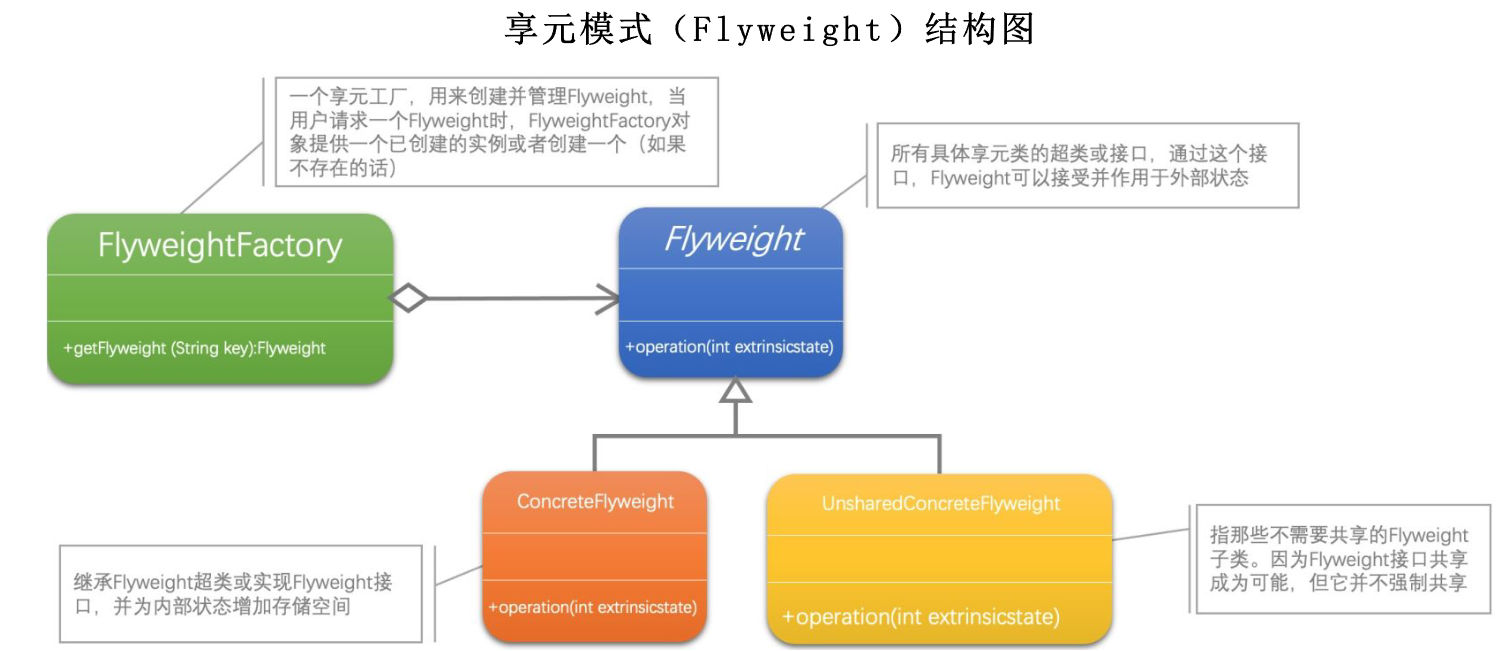 享元模式（Flyweight）结构图
一个享元工厂，用来创建并管理Flyweight，当
用户请求一个Flyweight时，FlyweightFactory对
象提供一个已创建的实例或者创建一个（如果
不存在的话）
所有具体享元类的超类或接口，通过这个接
口，Flyweight可以接受并作用于外部状态
FlyweightFactory
+getFlyweight (String key):Flyweight
Flyweight
+operation(int extrinsicstate)
ConcreteFlyweight
+operation(int extrinsicstate)
UnsharedConcreteFlyweight
+operation(int extrinsicstate)
继承Flyweight超类或实现Flyweight接
口，并为内部状态增加存储空间
指那些不需要共享的Flyweight
子类。因为Flyweight接口共享
成为可能，但它并不强制共享